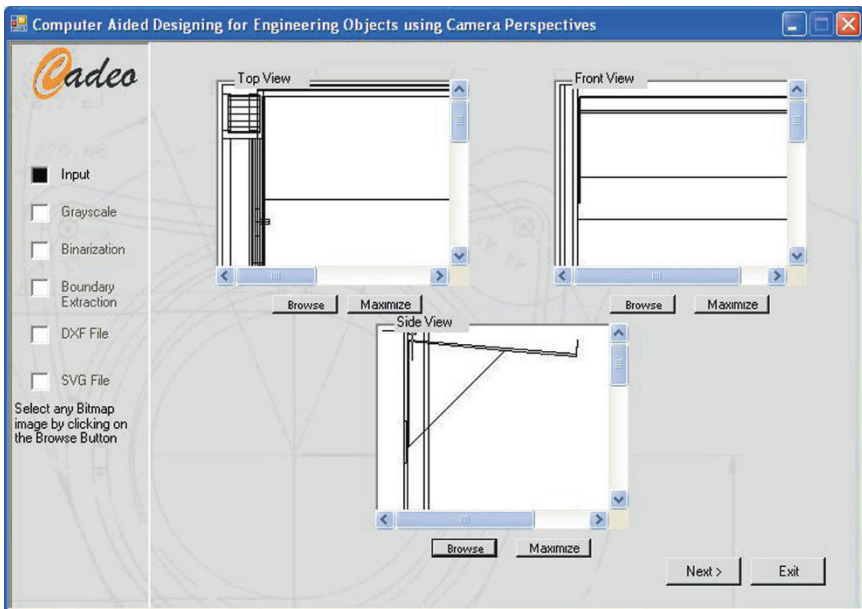 Computer Aided Designing for Engineering Objects using Camera Perspectives
Cadeo
Input
Grayscale
Binarization
Boundary
Extraction
DXF File
SVG File
Select any Bitmap
image by clicking on
the Browse Button
Top View
Front View
Browse
Maximize
Browse
Maximize
Side View
Browse
Maximize
Next >
Exit